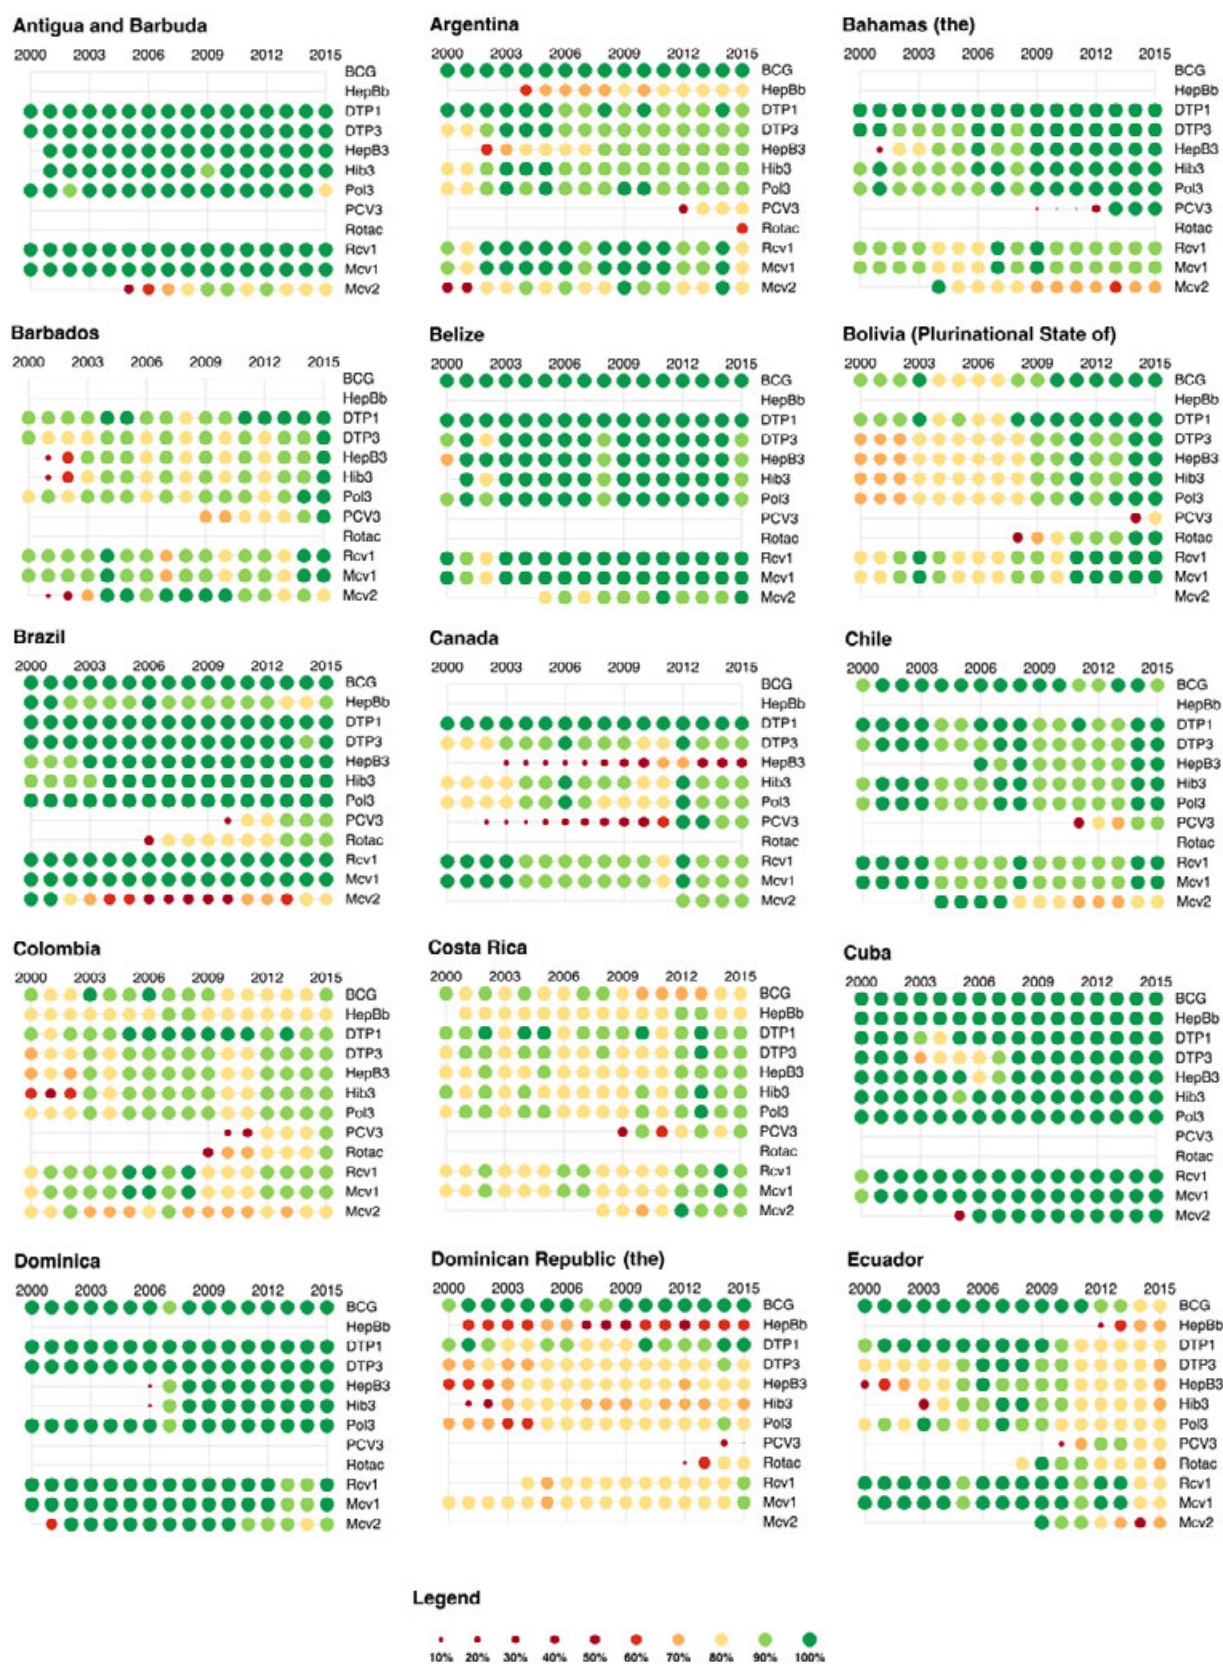 Antigua and Barbuda
2000 2003 2006 2009 2012 2015
BCG
HepBb
DTP1
DTP3
HepB3
Hib3
Pol3
PCV3
Rotac
Rcv1
Mcv1
Mcv2
Argentina
2000 2003 2006 2009 2012 2015
BCG
HepBb
DTP1
DTP3
HepB3
Hib3
Pol3
PCV3
Rotac
Rcv1
Mcv1
Mcv2
Bahamas (the)
2000 2003 2006 2009 2012 2015
BCG
HepBb
DTP1
DTP3
HepB3
Hib3
Pol3
PCV3
Rotac
Rcv1
Mcv1
Mcv2
Barbados
2000 2003 2006 2009 2012 2015
BCG
HepBb
DTP1
DTP3
HepB3
Hib3
Pol3
PCV3
Rotac
Rcv1
Mcv1
Mcv2
Belize
2000 2003 2006 2009 2012 2015
BCG
HepBb
DTP1
DTP3
HepB3
Hib3
Pol3
PCV3
Rotac
Rcv1
Mcv1
Mcv2
Bolivia (Plurinational State of)
2000 2003 2006 2009 2012 2015
BCG
HepBb
DTP1
DTP3
HepB3
Hib3
Pol3
PCV3
Rotac
Rcv1
Mcv1
Mcv2
Brazil
2000 2003 2006 2009 2012 2015
BCG
HepBb
DTP1
DTP3
HepB3
Hib3
Pol3
PCV3
Rotac
Rcv1
Mcv1
Mcv2
Canada
2000 2003 2006 2009 2012 2015
BCG
HepBb
DTP1
DTP3
HepB3
Hib3
Pol3
PCV3
Rotac
Rcv1
Mcv1
Mcv2
Chile
2000 2003 2006 2009 2012 2015
BCG
HepBb
DTP1
DTP3
HepB3
Hib3
Pol3
PCV3
Rotac
Rcv1
Mcv1
Mcv2
Colombia
2000 2003 2006 2009 2012 2015
BCG
HepBb
DTP1
DTP3
HepB3
Hib3
Pol3
PCV3
Rotac
Rcv1
Mcv1
Mcv2
Costa Rica
2000 2003 2006 2009 2012 2015
BCG
HepBb
DTP1
DTP3
HepB3
Hib3
Pol3
PCV3
Rotac
Rcv1
Mcv1
Mcv2
Cuba
2000 2003 2006 2009 2012 2015
BCG
HepBb
DTP1
DTP3
HepB3
Hib3
Pol3
PCV3
Rotac
Rcv1
Mcv1
Mcv2
Dominica
2000 2003 2006 2009 2012 2015
BCG
HepBb
DTP1
DTP3
HepB3
Hib3
Pol3
PCV3
Rotac
Rcv1
Mcv1
Mcv2
Dominican Republic (the)
2000 2003 2006 2009 2012 2015
BCG
HepBb
DTP1
DTP3
HepB3
Hib3
Pol3
PCV3
Rotac
Rcv1
Mcv1
Mcv2
Ecuador
2000 2003 2006 2009 2012 2015
BCG
HepBb
DTP1
DTP3
HepB3
Hib3
Pol3
PCV3
Rotac
Rcv1
Mcv1
Mcv2
Legend
10% 20% 30% 40% 50% 60% 70% 80% 90% 100%